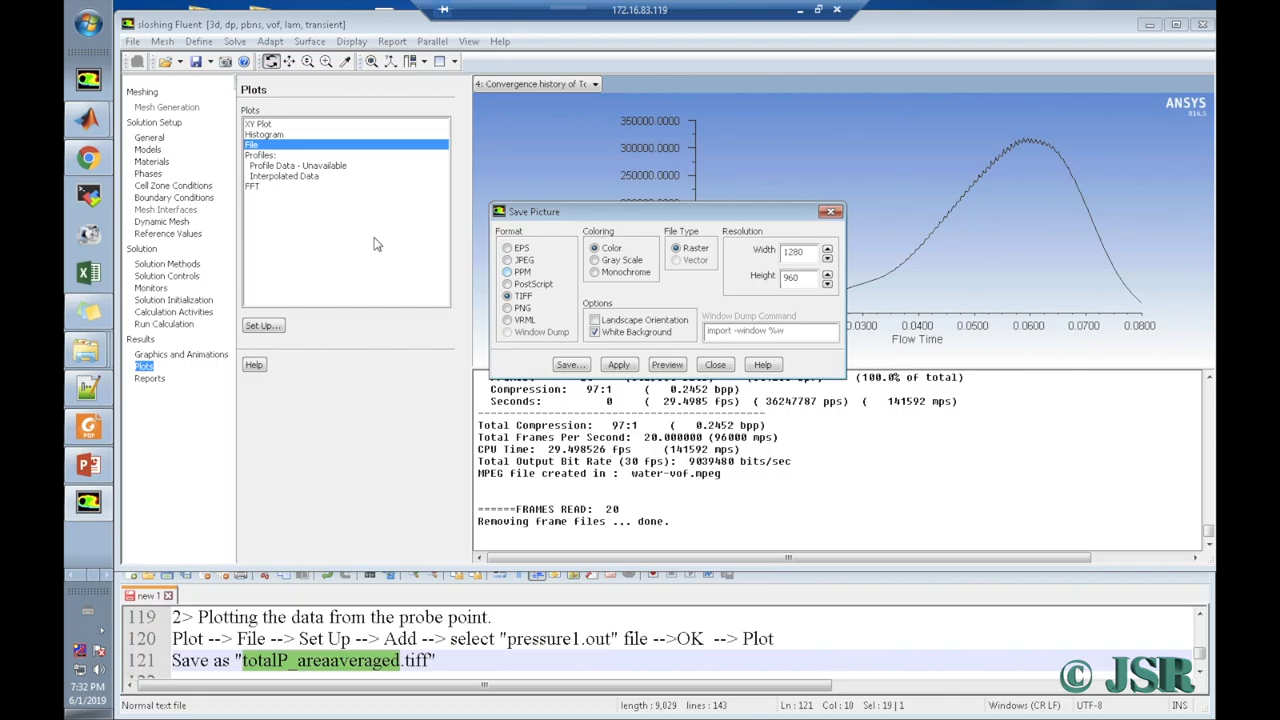 172.16.83.119
sloshing Fluent [3d, dp, pbns, vof, lam, transient]
File Mesh Define Solve Adapt Surface Display Report Parallel View Help
Meshing
Mesh Generation
Solution Setup
General
Models
Materials
Phases
Cell Zone Conditions
Boundary Conditions
Mesh Interfaces
Dynamic Mesh
Reference Values
Solution
Solution Methods
Solution Controls
Monitors
Solution Initialization
Calculation Activities
Run Calculation
Results
Graphics and Animations
Plots
Reports
Plots
Plots
XY Plot
Histogram
File
Profiles:
Profile Data - Unavailable
Interpolated Data
FFT
Set Up...
Help
4: Convergence history of Tc
ANSYS
R14.5
350000.0000
300000.0000
250000.0000
0.0300 0.0400 0.0500 0.0600 0.0700 0.0800
Flow Time
Save Picture
Format
EPS
JPEG
PPM
PostScript
TIFF
PNG
VRML
Window Dump
Coloring
Color
Gray Scale
Monochrome
File Type
Raster
Vector
Resolution
Width 1280
Height 960
Options
Landscape Orientation
White Background
Window Dump Command
import -window %w
Save... Apply Preview Close Help
(100.0% of total)
Compression: 97:1 ( 0.2452 bpp)
Seconds: 0 ( 29.4985 fps) ( 36247787 pps) ( 141592 mps)
Total Compression: 97:1 ( 0.2452 bpp)
Total Frames Per Second: 20.000000 (96000 mps)
CPU Time: 29.498526 fps (141592 mps)
Total Output Bit Rate (30 fps): 9039480 bits/sec
MPEG file created in : water-vof.mpeg
======FRAMES READ: 20
Removing frame files ... done.
new 1
119 2> Plotting the data from the probe point.
120 Plot --> File --> Set Up --> Add --> select "pressure1.out" file -->OK --> Plot
121 Save as "totalP_areaaveraged.tiff"
© JSR
Normal text file length : 9,029 lines : 143 Ln : 121 Col : 10 Sel : 19 | 1 Windows (CR LF) UTF-8 INS
7:32 PM
6/1/2019
PDF